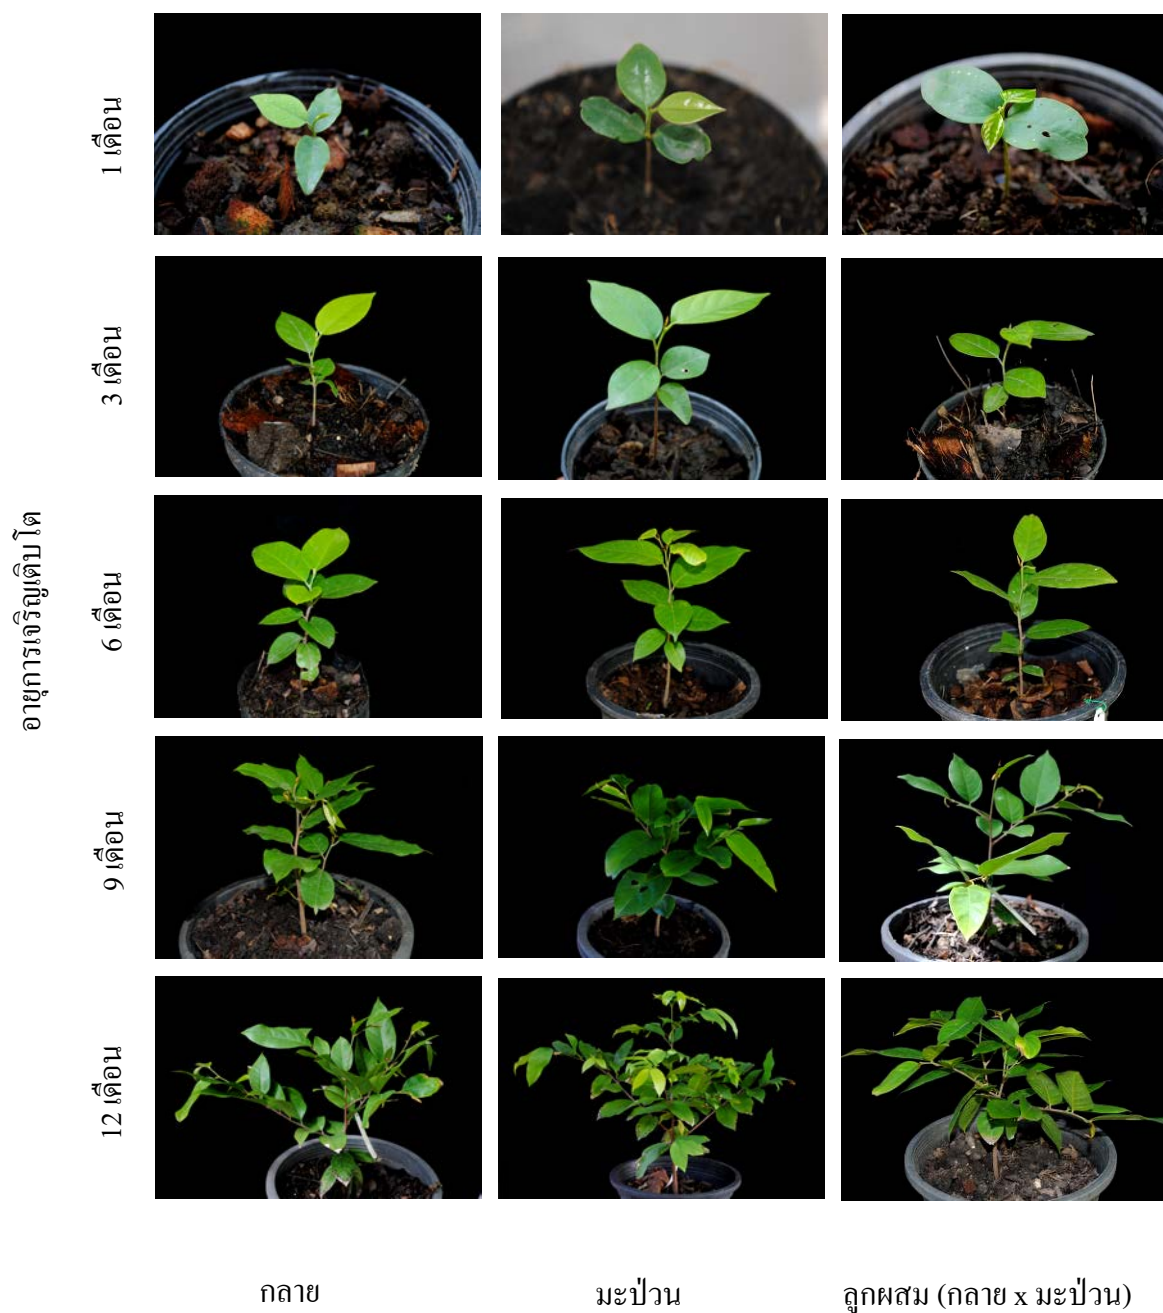 อายุการเจริญเติบโต
1 เดือน
3 เดือน
6 เดือน
9 เดือน
12 เดือน
กลาย
มะป่วน
ลูกผสม (กลาย x มะป่วน)